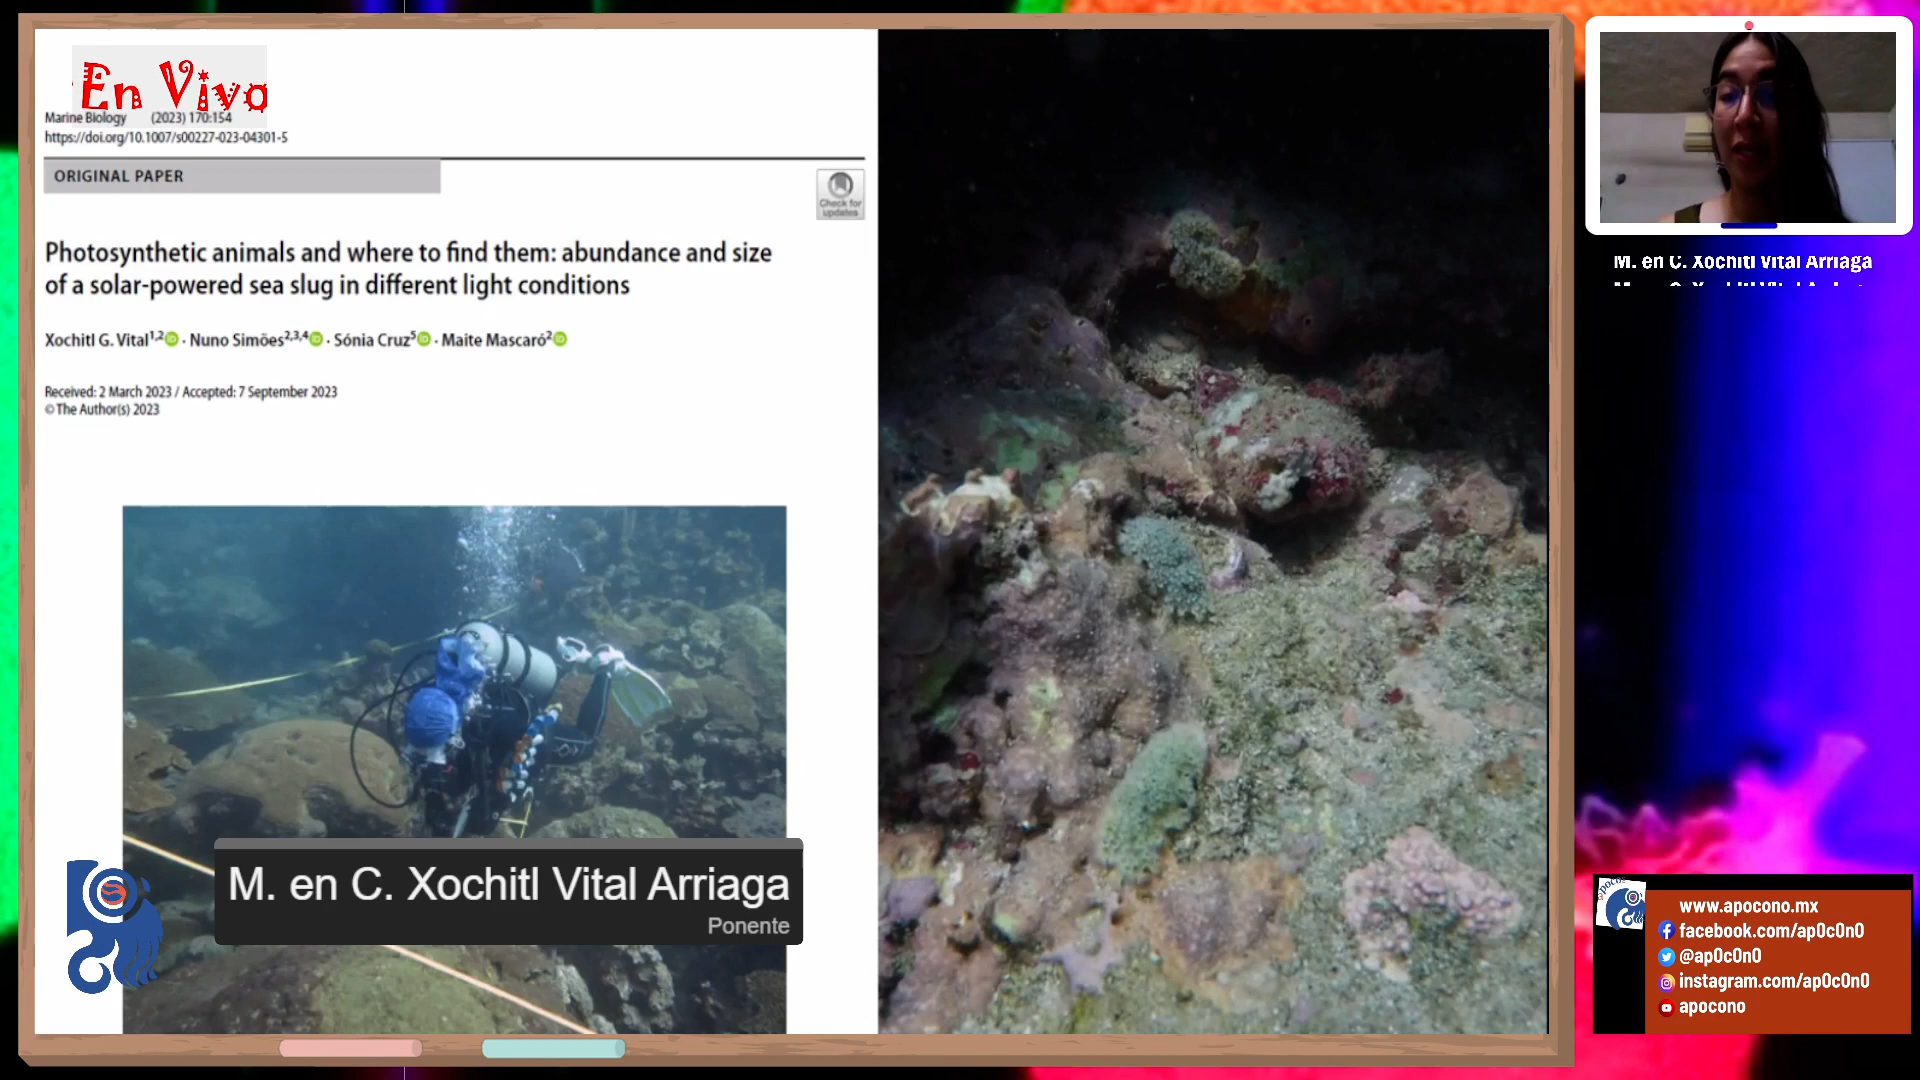 En Vivo
Marine Biology (2023) 170:154
https://doi.org/10.1007/s00227-023-04301-5
ORIGINAL PAPER
Check for
updates
Photosynthetic animals and where to find them: abundance and size
of a solar-powered sea slug in different light conditions
Xochitl G. Vital1,2 · Nuno Simões2,3,4 · Sónia Cruz5 · Maite Mascaró2
Received: 2 March 2023 / Accepted: 7 September 2023
© The Author(s) 2023
M. en C. Xochitl Vital Arriaga
Ponente
M. en C. Xochitl Vital Arriaga
www.apocono.mx
facebook.com/ap0c0n0
@ap0c0n0
instagram.com/ap0c0n0
apocono